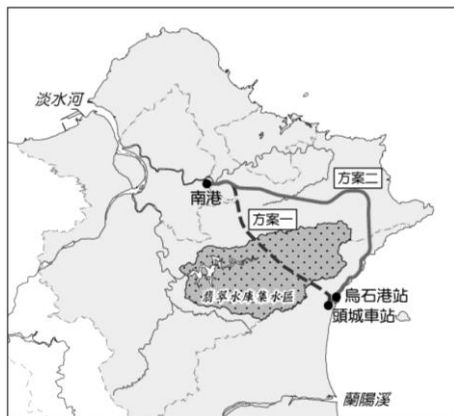 淡水河
南港
方案二
方案一
翡翠水庫集水區
烏石港站
頭城車站
蘭陽溪